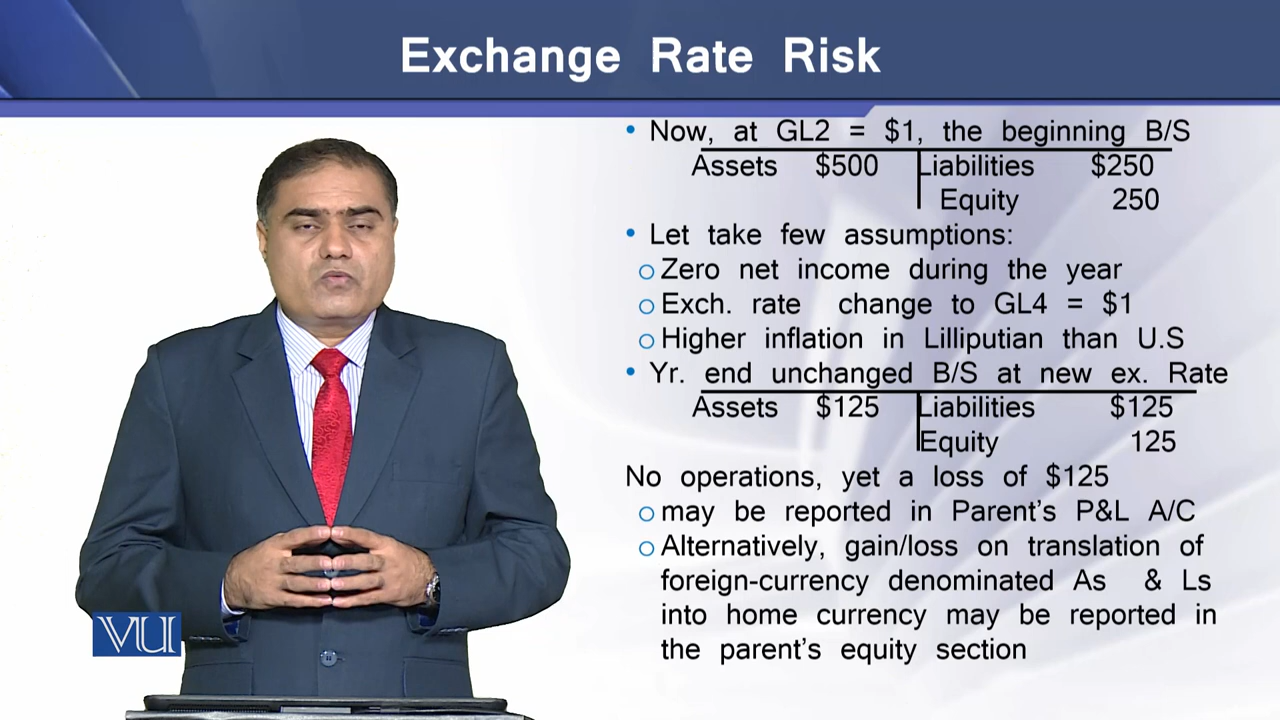 Exchange Rate Risk
• Now, at GL2 = $1, the beginning B/S
Assets $500 Liabilities $250
Equity 250
• Let take few assumptions:
o Zero net income during the year
o Exch. rate change to GL4 = $1
o Higher inflation in Lilliputian than U.S
• Yr. end unchanged B/S at new ex. Rate
Assets $125 Liabilities $125
Equity 125
No operations, yet a loss of $125
o may be reported in Parent's P&L A/C
o Alternatively, gain/loss on translation of
foreign-currency denominated As & Ls
into home currency may be reported in
the parent's equity section
VU